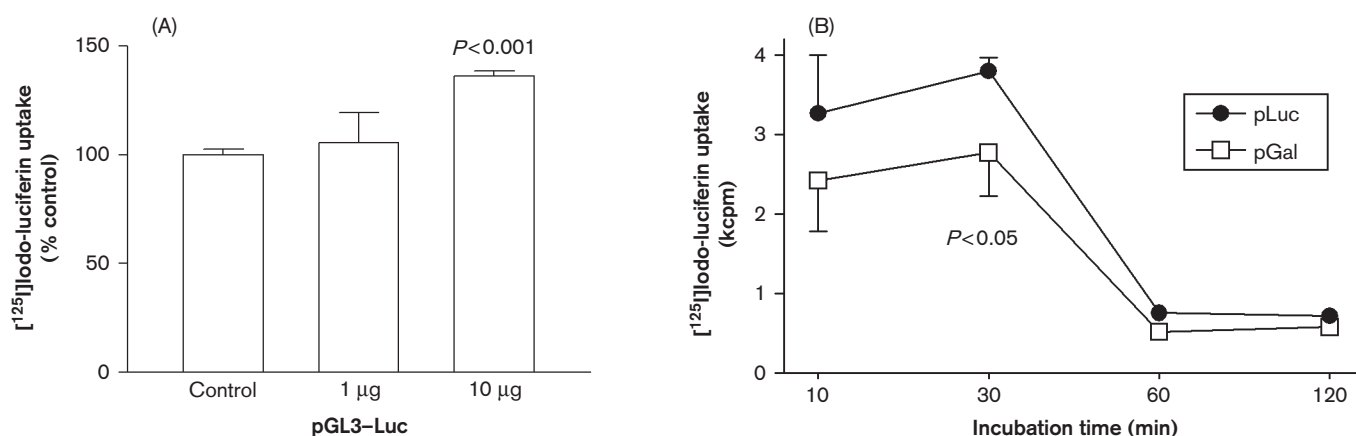 (A)
[¹²⁵I]Iodo-luciferin uptake
(% control)
150
100
50
0
P<0.001
Control
1 μg
10 μg
pGL3–Luc
(B)
[¹²⁵I]Iodo-luciferin uptake
(kcpm)
4
3
2
1
0
pLuc
pGal
P<0.05
10
30
60
120
Incubation time (min)